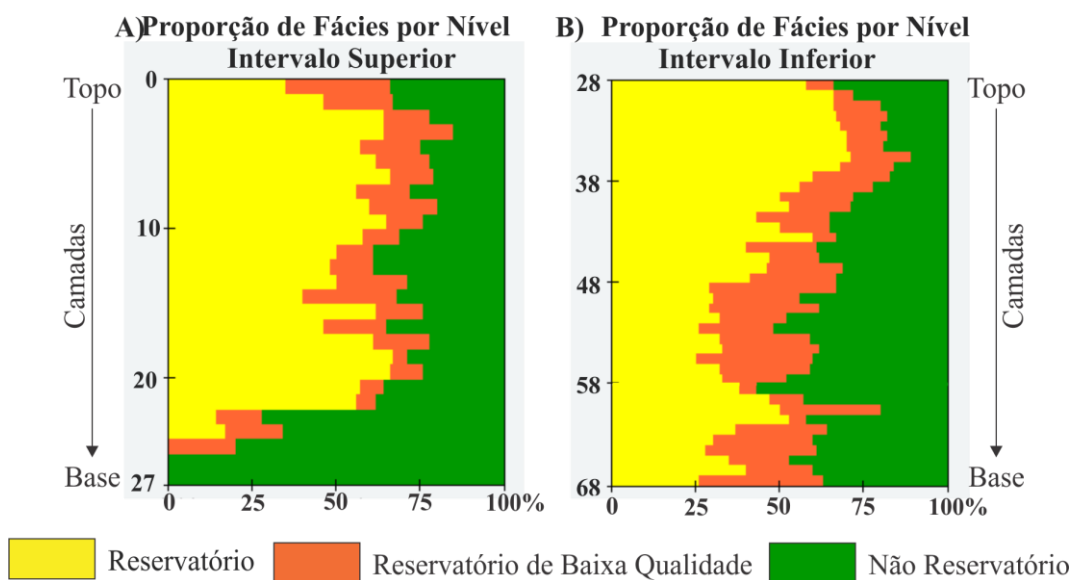 A) Proporção de Fácies por Nível
Intervalo Superior
Topo
Camadas
Base
0
10
20
27
0
25
50
75
100%
B) Proporção de Fácies por Nível
Intervalo Inferior
28
38
48
58
68
0
25
50
75
100%
Topo
Camadas
Base
Reservatório
Reservatório de Baixa Qualidade
Não Reservatório